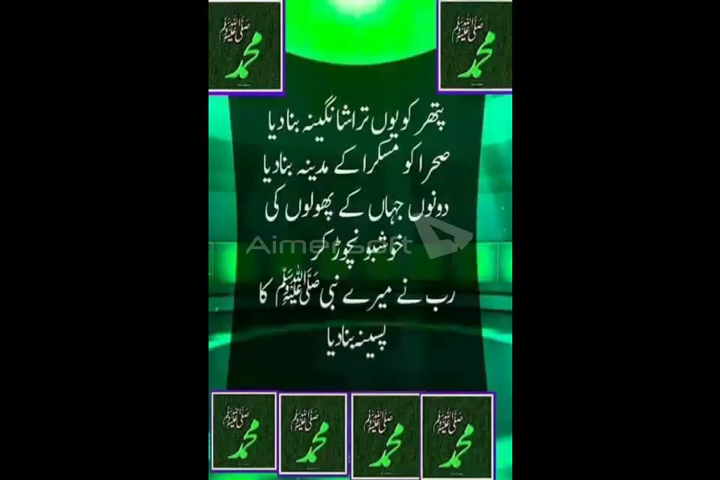 صلى الله عليه وسلم
محمد
صلى الله عليه وسلم
محمد
پتھر کو یوں تراشا نگینہ بنا دیا
صحرا کو مسکرا کے مدینہ بنا دیا
دونوں جہاں کے پھولوں کی
خوشبو نچوڑ کر
Aimersoft
رب نے میرے نبی ﷺ کا
پسینہ بنا دیا
صلى الله عليه وسلم
محمد
صلى الله عليه وسلم
محمد
صلى الله عليه وسلم
محمد
صلى الله عليه وسلم
محمد